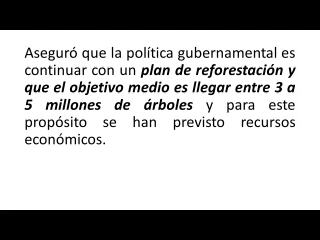 Aseguró que la política gubernamental es
continuar con un plan de reforestación y
que el objetivo medio es llegar entre 3 a
5 millones de árboles y para este
propósito se han previsto recursos
económicos.